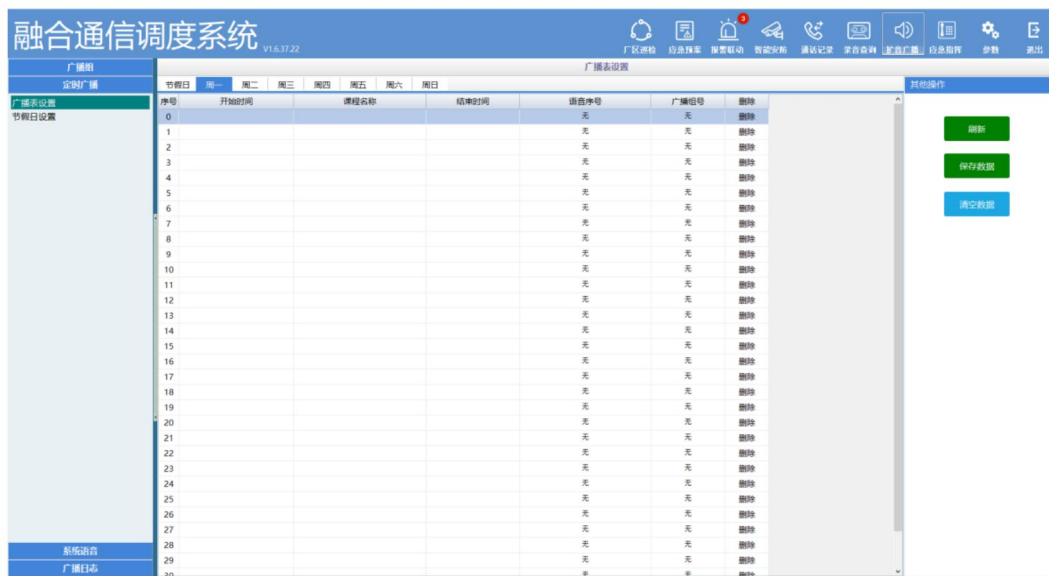 融合通信调度系统 V1.6.37.22
3
厂区巡检 应急预案 报警联动 智能安防 通话记录 录音查询 扩音广播 应急指挥 参数 退出
广播组
定时广播
广播表设置
节假日设置
系统语音
广播日志
广播表设置
节假日 周一 周二 周三 周四 周五 周六 周日
序号 开始时间 课程名称 结束时间 语音序号 广播组号 删除
0 无 无 删除
1 无 无 删除
2 无 无 删除
3 无 无 删除
4 无 无 删除
5 无 无 删除
6 无 无 删除
7 无 无 删除
8 无 无 删除
9 无 无 删除
10 无 无 删除
11 无 无 删除
12 无 无 删除
13 无 无 删除
14 无 无 删除
15 无 无 删除
16 无 无 删除
17 无 无 删除
18 无 无 删除
19 无 无 删除
20 无 无 删除
21 无 无 删除
22 无 无 删除
23 无 无 删除
24 无 无 删除
25 无 无 删除
26 无 无 删除
27 无 无 删除
28 无 无 删除
29 无 无 删除
30 无 无 删除
其他操作
刷新
保存数据
清空数据